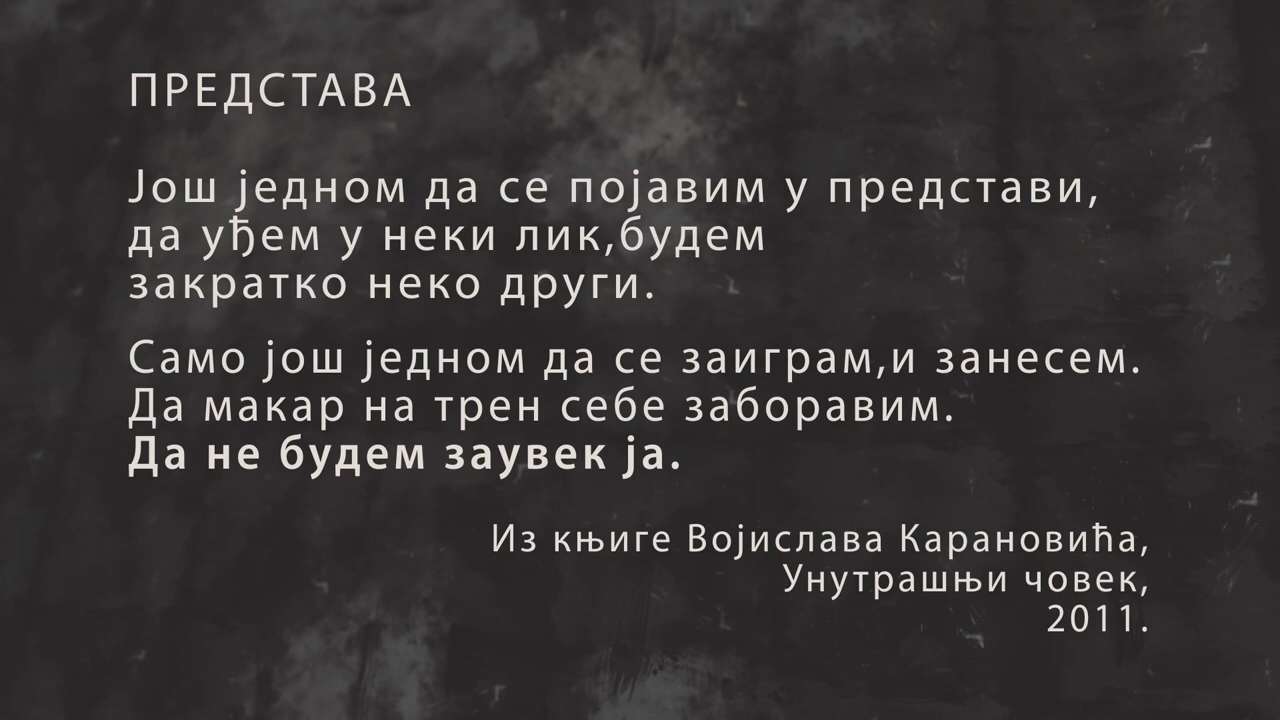 ПРЕДСТАВА
Још једном да се појавим у представи,
да уђем у неки лик,будем
закратко неко други.
Само још једном да се заиграм,и занесем.
Да макар на трен себе заборавим.
Да не будем заувек ја.
Из књиге Војислава Карановића,
Унутрашњи човек,
2011.